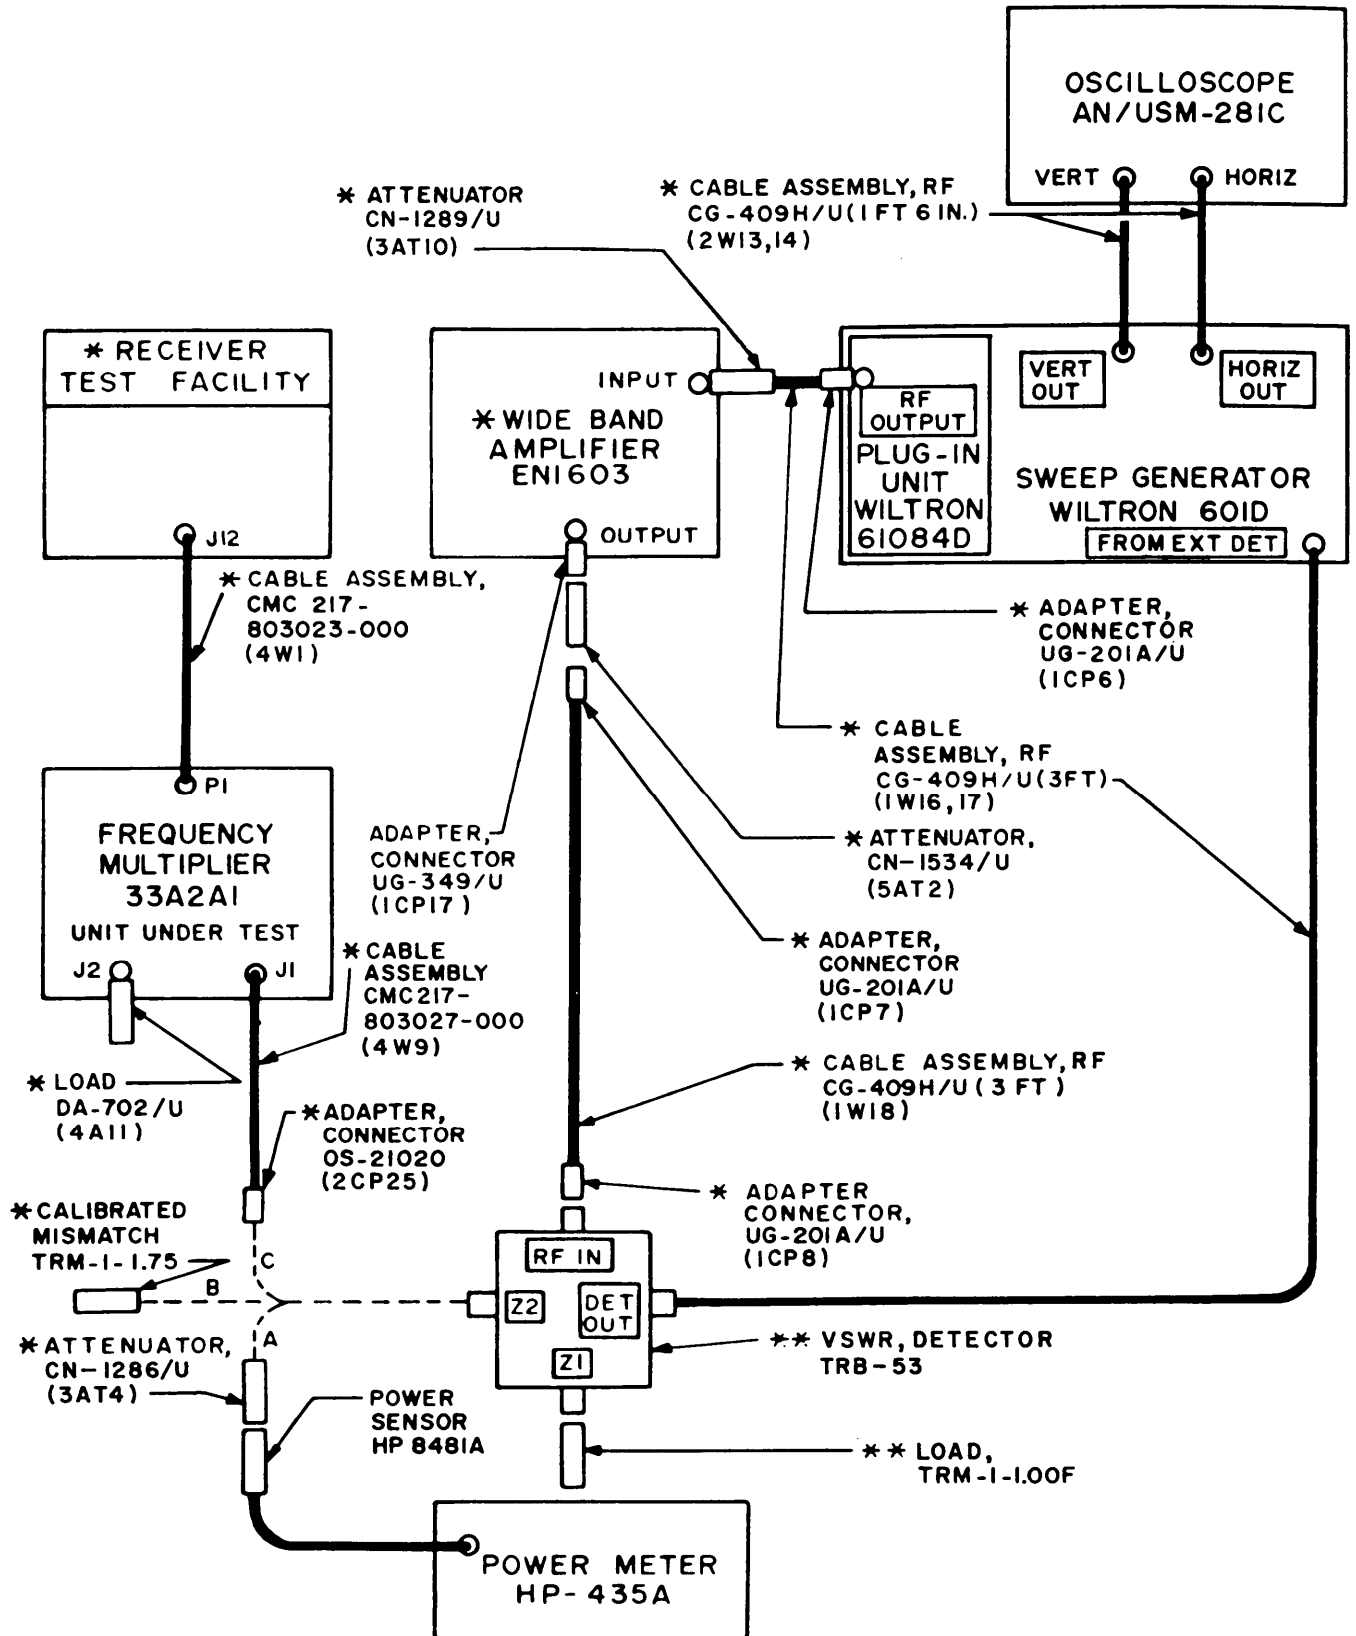 OSCILLOSCOPE
AN/USM-281C
VERT
HORIZ
* ATTENUATOR
CN-1289/U
(3AT10)
* CABLE ASSEMBLY, RF
CG-409H/U(1 FT 6 IN.)
(2W13,14)
* RECEIVER
TEST FACILITY
J12
INPUT
* WIDE BAND
AMPLIFIER
ENI603
OUTPUT
RF
OUTPUT
PLUG-IN
UNIT
WILTRON
61084D
VERT
OUT
HORIZ
OUT
SWEEP GENERATOR
WILTRON 601D
FROM EXT DET
* CABLE ASSEMBLY,
CMC 217-
803023-000
(4W1)
* ADAPTER,
CONNECTOR
UG-201A/U
(1CP6)
* CABLE
ASSEMBLY, RF
CG-409H/U(3FT)
(1W16,17)
P1
FREQUENCY
MULTIPLIER
33A2A1
UNIT UNDER TEST
J2
J1
ADAPTER,
CONNECTOR
UG-349/U
(1CP17)
* ATTENUATOR,
CN-1534/U
(5AT2)
* CABLE
ASSEMBLY
CMC217-
803027-000
(4W9)
* ADAPTER,
CONNECTOR
UG-201A/U
(1CP7)
* LOAD
DA-702/U
(4A11)
* CABLE ASSEMBLY, RF
CG-409H/U (3 FT)
(1W18)
* ADAPTER,
CONNECTOR
OS-21020
(2CP25)
* ADAPTER
CONNECTOR,
UG-201A/U
(1CP8)
* CALIBRATED
MISMATCH
TRM-1-1.75
C
B
A
RF IN
Z2
DET
OUT
Z1
* ATTENUATOR,
CN-1286/U
(3AT4)
** VSWR, DETECTOR
TRB-53
POWER
SENSOR
HP 8481A
** LOAD,
TRM-1-1.00F
POWER METER
HP-435A